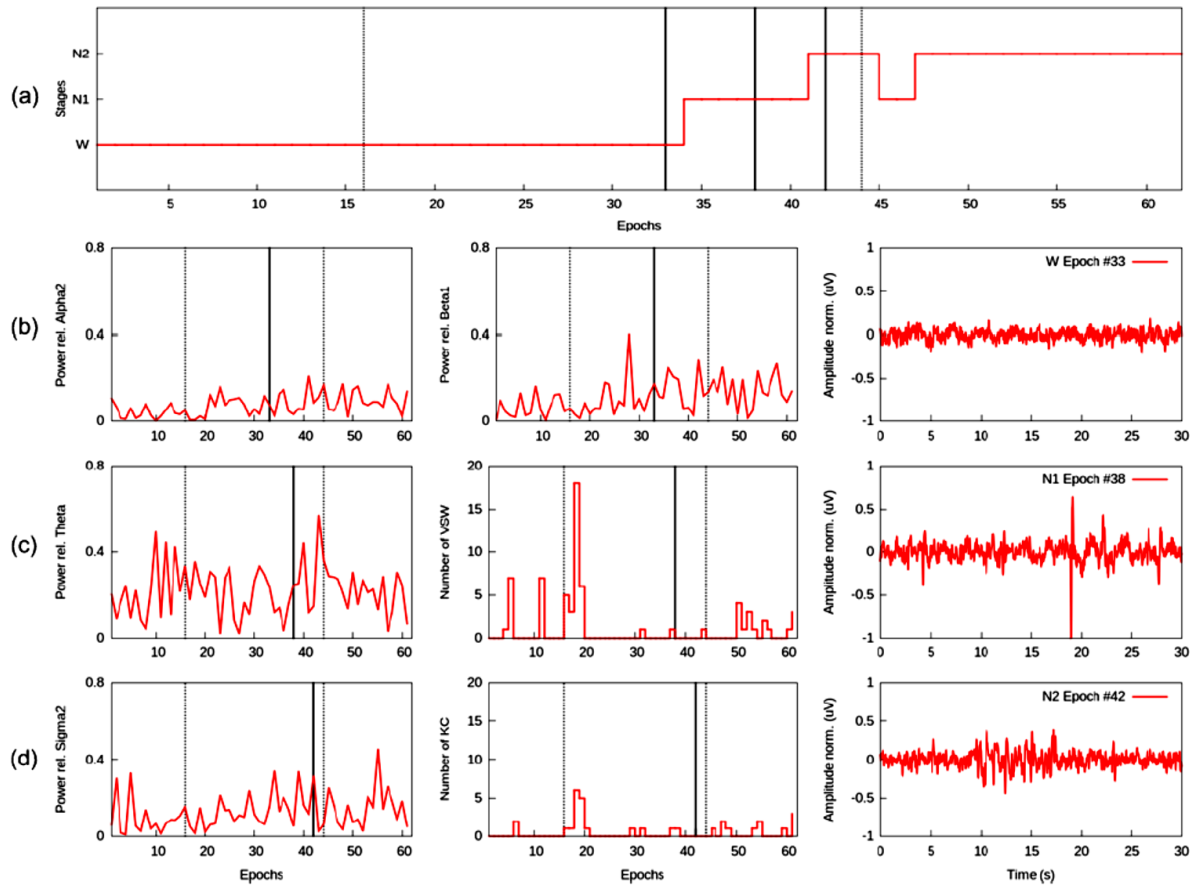 (a)
Stages
N2
N1
W
5 10 15 20 25 30 35 40 45 50 55 60
Epochs
(b)
Power rel. Alpha2
0.8
0.4
0
10 20 30 40 50 60
Power rel. Beta1
0.8
0.4
0
10 20 30 40 50 60
Amplitude norm. (uV)
W Epoch #33
1
0.5
0
-0.5
-1
0 5 10 15 20 25 30
(c)
Power rel. Theta
0.8
0.4
0
10 20 30 40 50 60
Number of VSW
20
15
10
5
0
10 20 30 40 50 60
Amplitude norm. (uV)
N1 Epoch #38
1
0.5
0
-0.5
-1
0 5 10 15 20 25 30
(d)
Power rel. Sigma2
0.8
0.4
0
10 20 30 40 50 60
Epochs
Number of KC
20
15
10
5
0
10 20 30 40 50 60
Epochs
Amplitude norm. (uV)
N2 Epoch #42
1
0.5
0
-0.5
-1
0 5 10 15 20 25 30
Time (s)